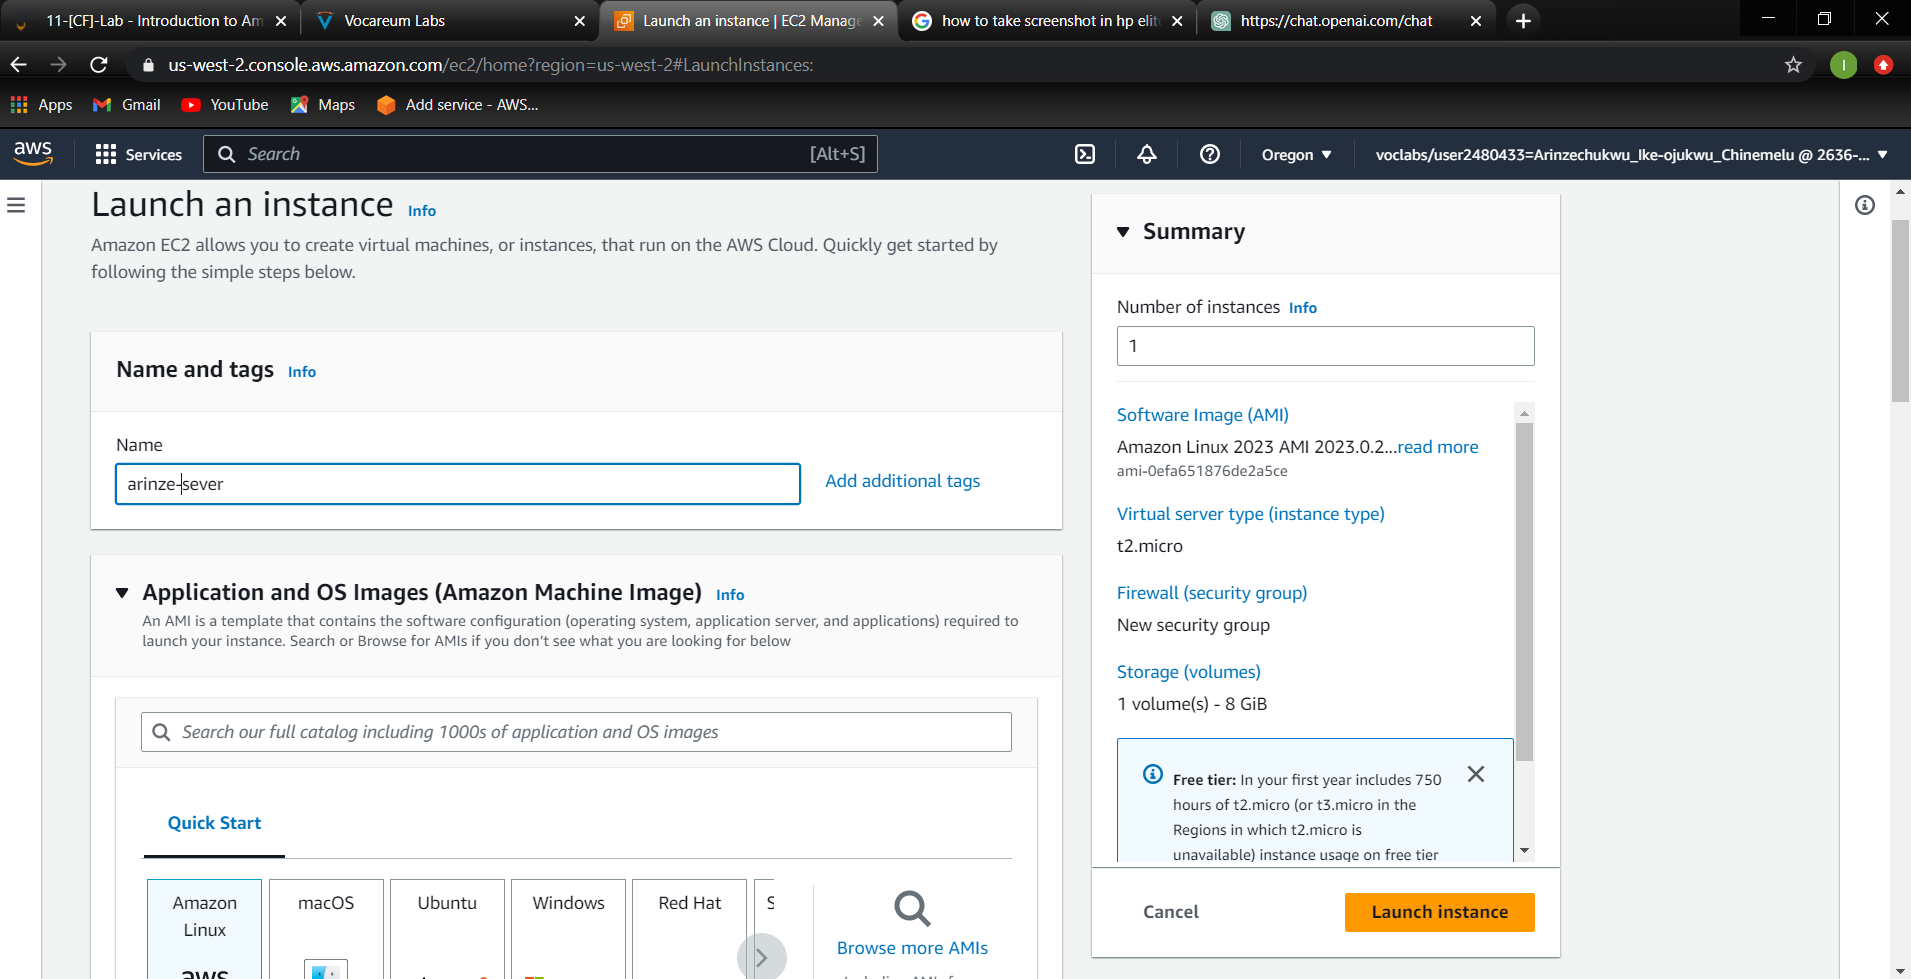 11-[CF]-Lab - Introduction to Am
Vocareum Labs
Launch an instance | EC2 Manage
how to take screenshot in hp elit
https://chat.openai.com/chat
us-west-2.console.aws.amazon.com/ec2/home?region=us-west-2#LaunchInstances:
I
Apps
Gmail
YouTube
Maps
Add service - AWS...
aws
Services
Search
[Alt+S]
Oregon
voclabs/user2480433=Arinzechukwu_Ike-ojukwu_Chinemelu @ 2636-...
Launch an instance Info
Amazon EC2 allows you to create virtual machines, or instances, that run on the AWS Cloud. Quickly get started by
following the simple steps below.
Name and tags Info
Name
arinze-sever
Add additional tags
Application and OS Images (Amazon Machine Image) Info
An AMI is a template that contains the software configuration (operating system, application server, and applications) required to
launch your instance. Search or Browse for AMIs if you don't see what you are looking for below
Search our full catalog including 1000s of application and OS images
Quick Start
Amazon
Linux
aws
macOS
Ubuntu
Windows
Red Hat
S
Browse more AMIs
Summary
Number of instances Info
1
Software Image (AMI)
Amazon Linux 2023 AMI 2023.0.2...read more
ami-0efa651876de2a5ce
Virtual server type (instance type)
t2.micro
Firewall (security group)
New security group
Storage (volumes)
1 volume(s) - 8 GiB
Free tier: In your first year includes 750
hours of t2.micro (or t3.micro in the
Regions in which t2.micro is
unavailable) instance usage on free tier
Cancel
Launch instance